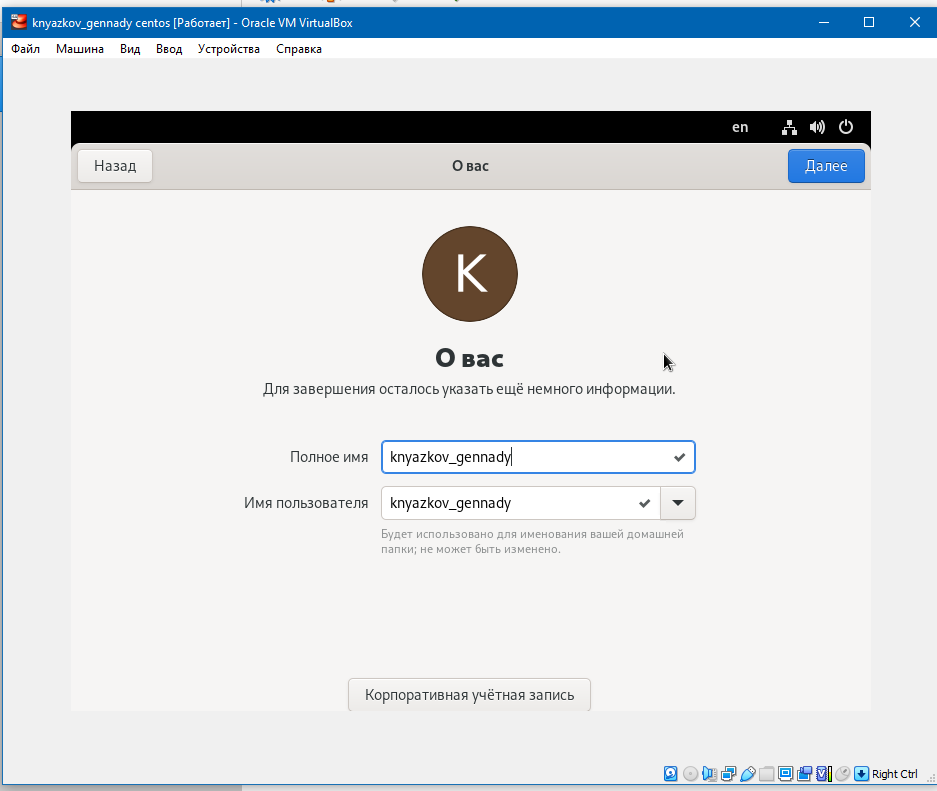 knyazkov_gennady centos [Работает] - Oracle VM VirtualBox
Файл Машина Вид Ввод Устройства Справка
en
Назад О вас Далее
K
О вас
Для завершения осталось указать ещё немного информации.
Полное имя knyazkov_gennady
Имя пользователя knyazkov_gennady
Будет использовано для именования вашей домашней
папки; не может быть изменено.
Корпоративная учётная запись
Right Ctrl